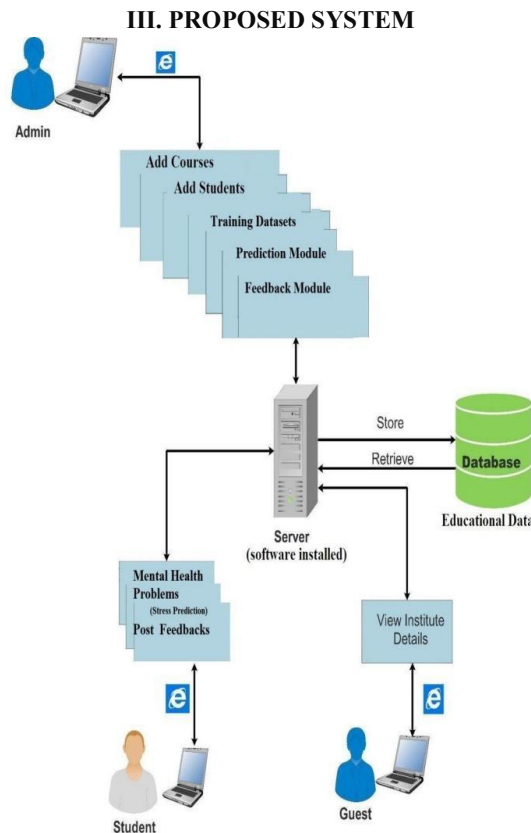 III. PROPOSED SYSTEM
Admin
Add Courses
Add Students
Training Datasets
Prediction Module
Feedback Module
Store
Retrieve
Database
Educational Data
Server
(software installed)
Mental Health
Problems
(Stress Prediction)
Post Feedbacks
View Institute
Details
Student
Guest